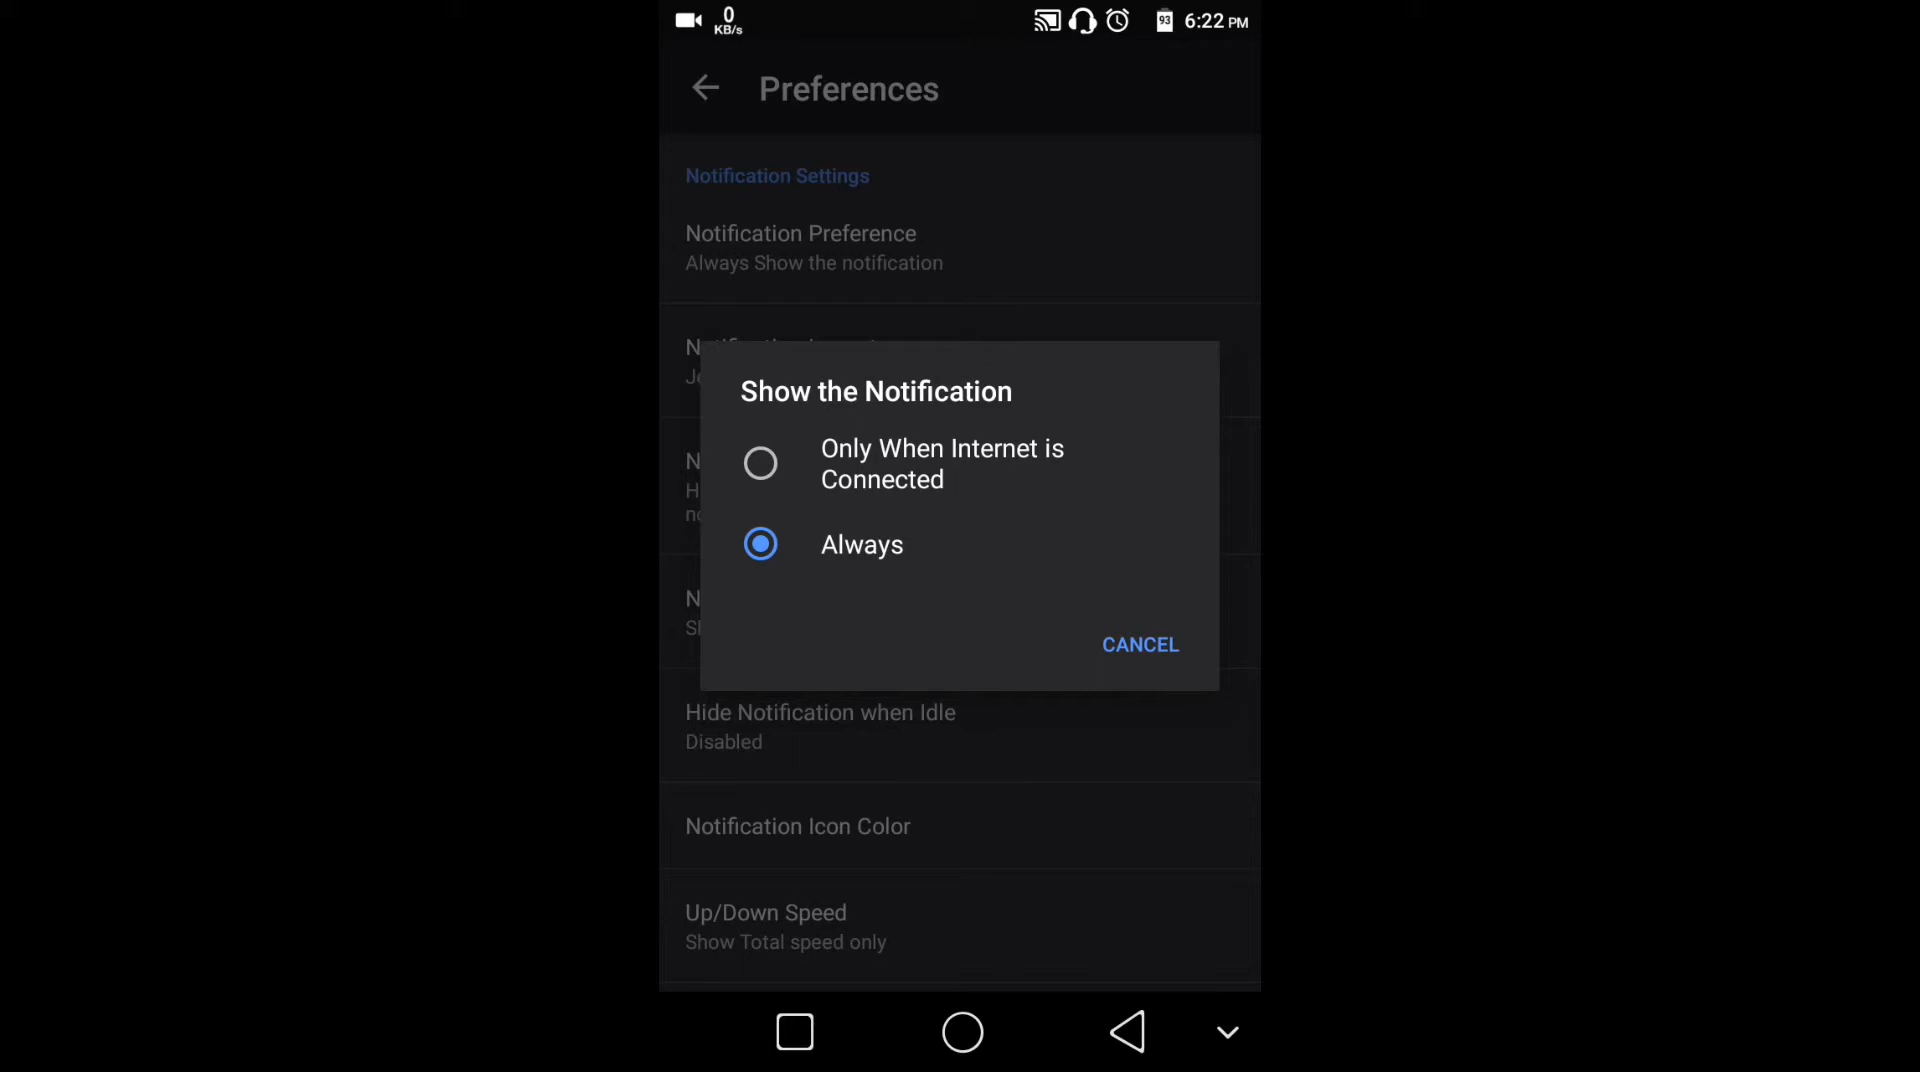 0
KB/s
93
6:22 PM
Preferences
Notification Settings
Notification Preference
Always Show the notification
Show the Notification
Only When Internet is
Connected
Always
CANCEL
Hide Notification when Idle
Disabled
Notification Icon Color
Up/Down Speed
Show Total speed only